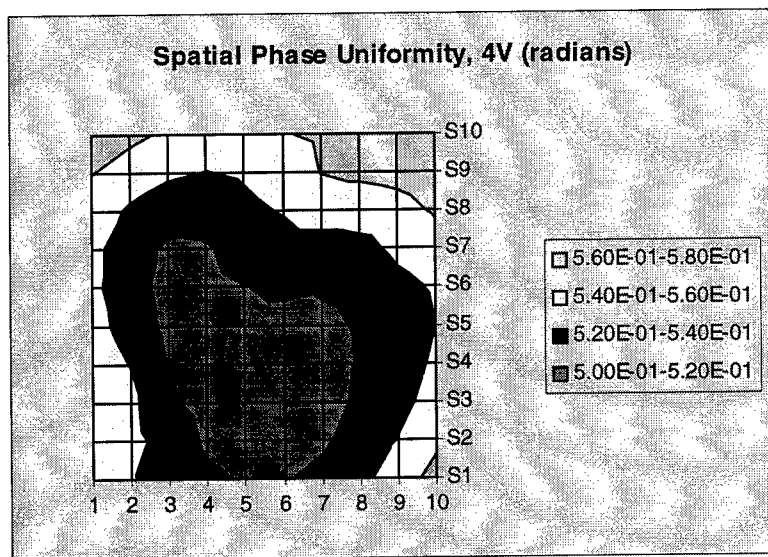 Spatial Phase Uniformity, 4V (radians)
S10
S9
S8
S7
S6
S5
S4
S3
S2
S1
1 2 3 4 5 6 7 8 9 10
5.60E-01-5.80E-01
5.40E-01-5.60E-01
5.20E-01-5.40E-01
5.00E-01-5.20E-01